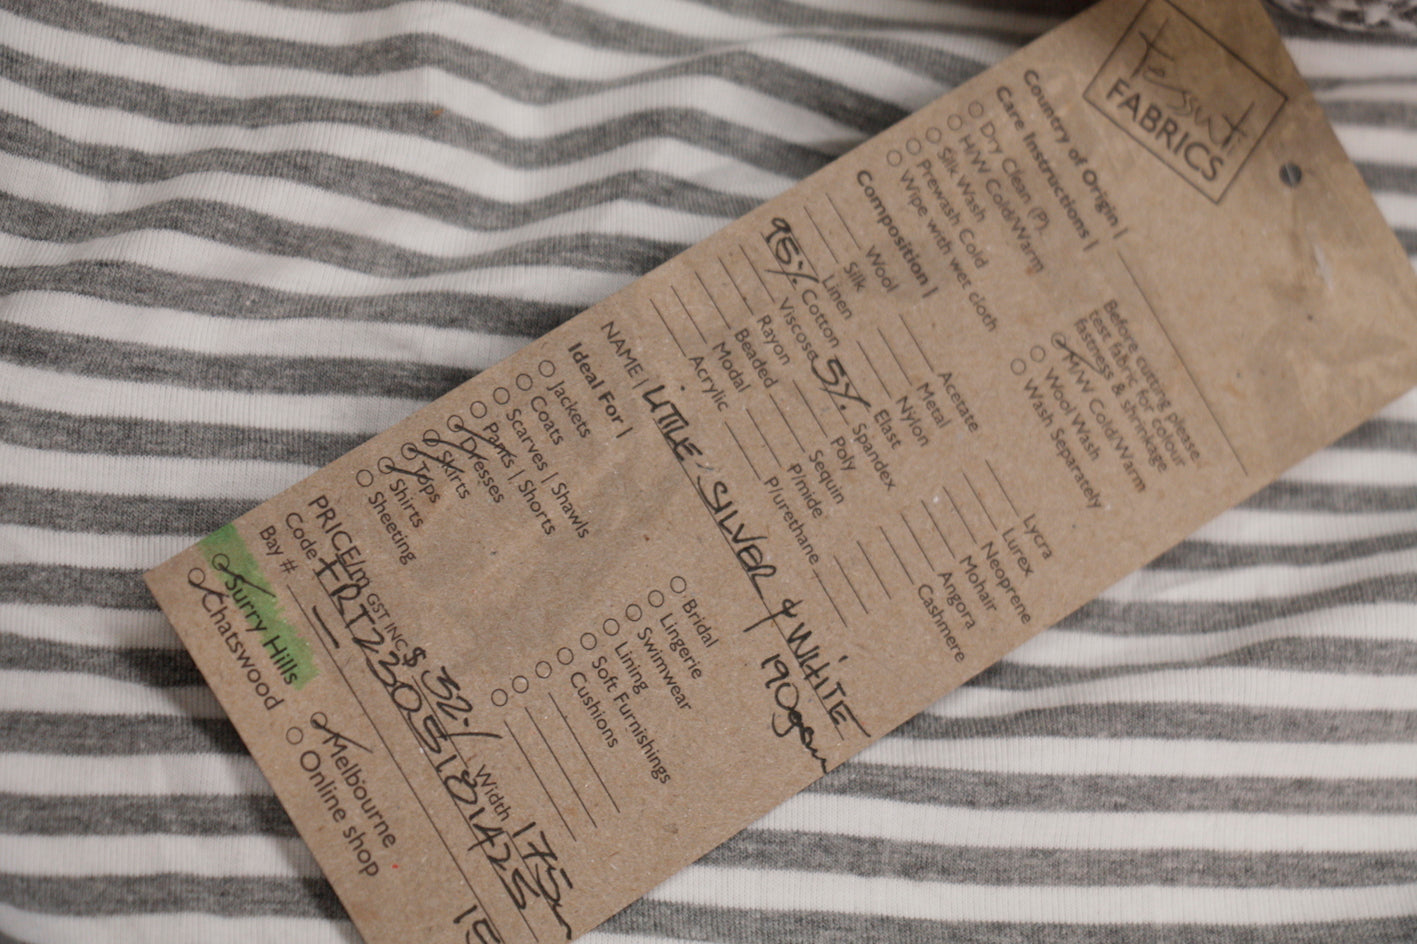 Tessuti
FABRICS
Country of Origin |
Care Instructions |
Dry Clean (P).
H/W Cold/Warm
Silk Wash
Prewash Cold
Wipe with wet cloth
Before cutting please
test fabric for colour
fastness & shrinkage
M/W Cold/Warm
Wool Wash
Wash Separately
Composition |
Wool
Silk
Linen
95% Cotton
Viscose
Rayon
Beaded
Modal
Acrylic
Acetate
Metal
Nylon
Elast
5% Spandex
Poly
Sequin
P/mide
P/urethane
Lycra
Lurex
Neoprene
Mohair
Angora
Cashmere
NAME | LITTLE SILVER & WHITE
190gsm
Ideal For |
Jackets
Coats
Scarves | Shawls
Pants | Shorts
Dresses
Skirts
Tops
Shirts
Sheeting
Bridal
Lingerie
Swimwear
Lining
Soft Furnishings
Cushions
PRICE/m GST INC $ 32 Width 175
Code
Bay # —
Surry Hills
Chatswood
Melbourne
Online shop